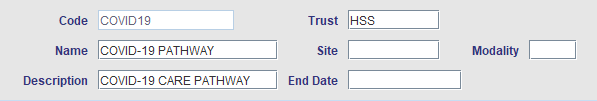 Code COVID19 Trust HSS
Name COVID-19 PATHWAY Site Modality
Description COVID-19 CARE PATHWAY End Date